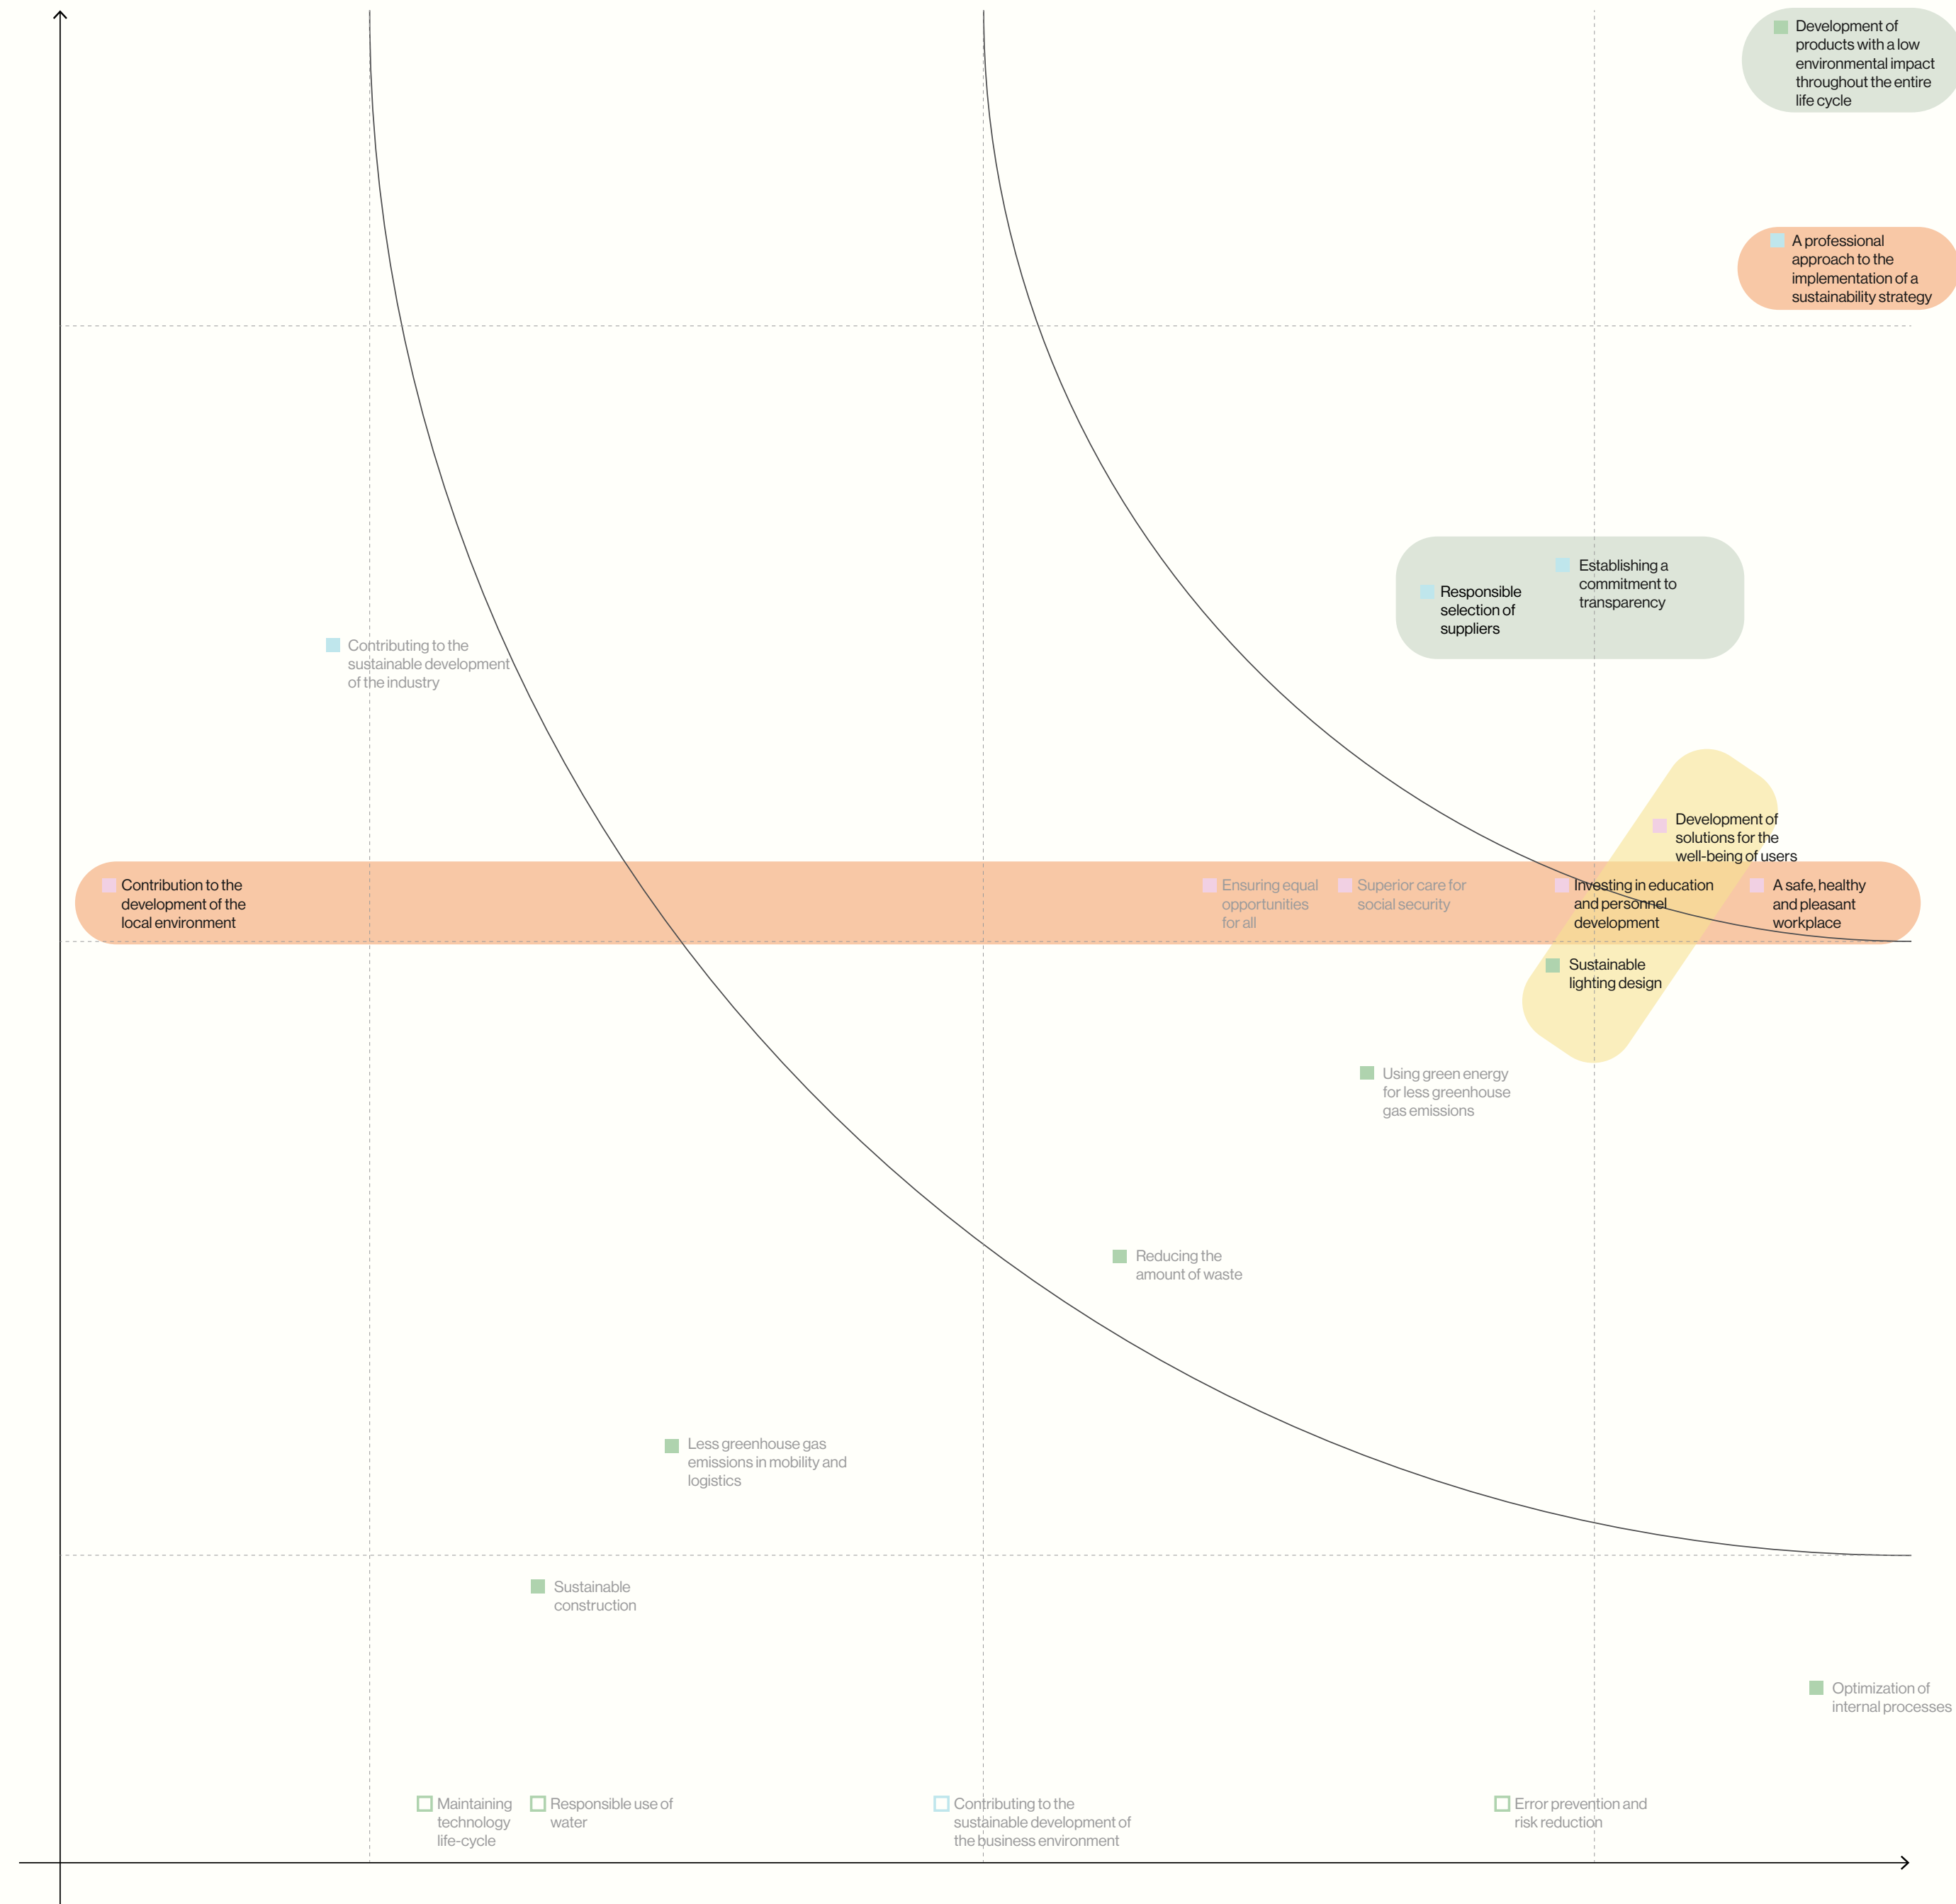 Development of
products with a low
environmental impact
throughout the entire
life cycle
A professional
approach to the
implementation of a
sustainability strategy
Establishing a
commitment to
transparency
Responsible
selection of
suppliers
Contributing to the
sustainable development
of the industry
Development of
solutions for the
well-being of users
Contribution to the
development of the
local environment
Ensuring equal
opportunities
for all
Superior care for
social security
Investing in education
and personnel
development
A safe, healthy
and pleasant
workplace
Sustainable
lighting design
Using green energy
for less greenhouse
gas emissions
Reducing the
amount of waste
Less greenhouse gas
emissions in mobility and
logistics
Sustainable
construction
Optimization of
internal processes
Maintaining
technology
life-cycle
Responsible use of
water
Contributing to the
sustainable development of
the business environment
Error prevention and
risk reduction